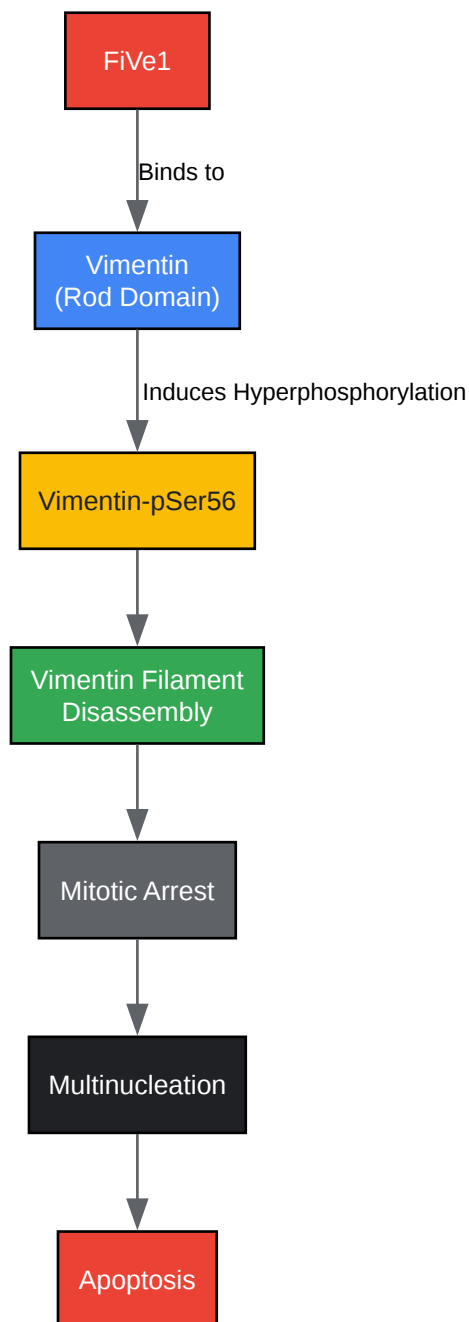 FiVe1
Binds to
Vimentin
(Rod Domain)
Induces Hyperphosphorylation
Vimentin-pSer56
Vimentin Filament
Disassembly
Mitotic Arrest
Multinucleation
Apoptosis